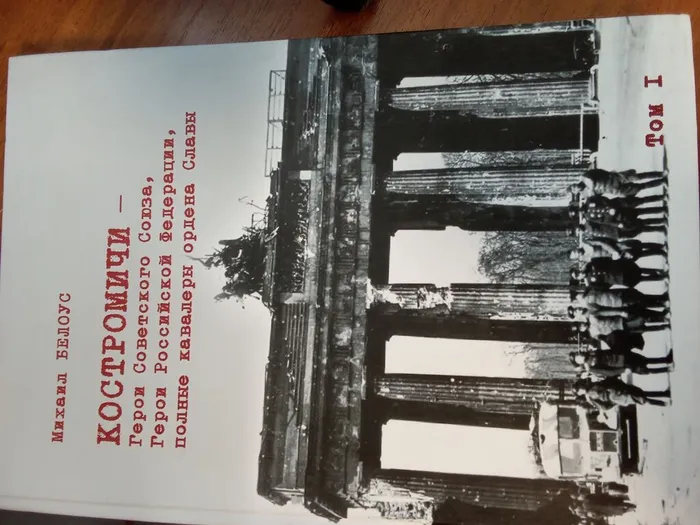 Михаил БЕЛОУС
КОСТРОМИЧИ —
Герои Советского Союза,
Герои Российской Федерации,
полные кавалеры ордена Славы
Том I